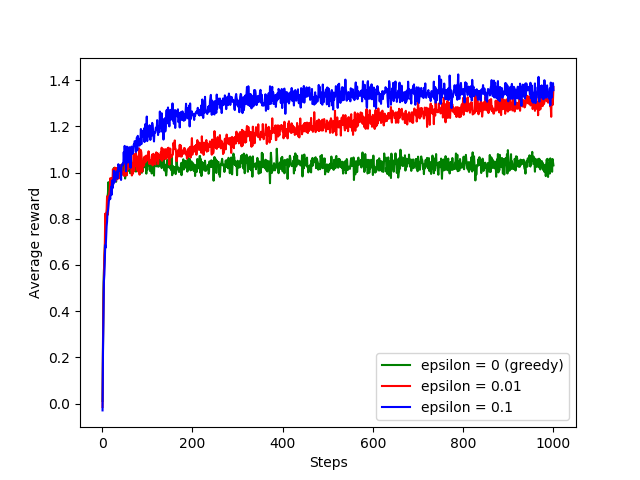 1.4
1.2
1.0
0.8
0.6
0.4
0.2
0.0
Average reward
0 200 400 600 800 1000
Steps
epsilon = 0 (greedy)
epsilon = 0.01
epsilon = 0.1